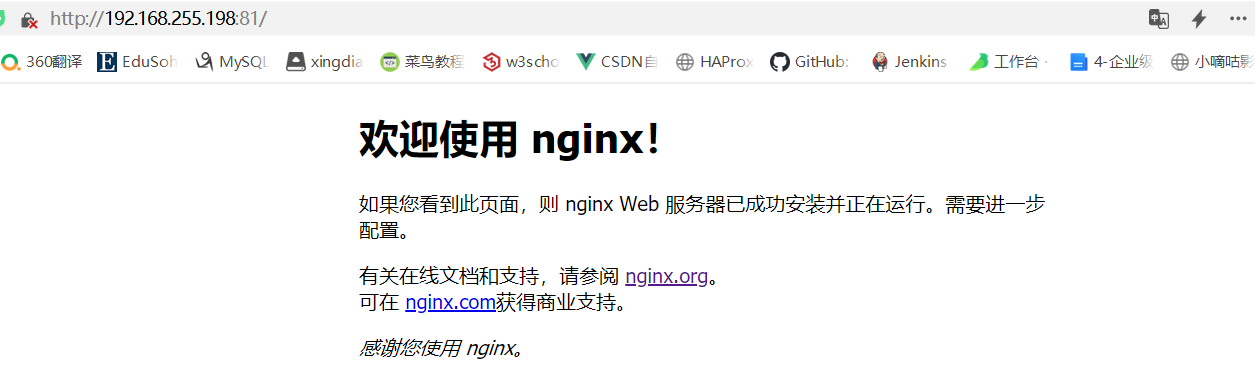 http://192.168.255.198:81/
360翻译 EduSoh MySQL xingdia 菜鸟教程 w3scho CSDN自 HAProx GitHub: Jenkins 工作台 · 4-企业级 小嘀咕影
欢迎使用 nginx！
如果您看到此页面，则 nginx Web 服务器已成功安装并正在运行。需要进一步
配置。
有关在线文档和支持，请参阅 nginx.org。
可在 nginx.com获得商业支持。
感谢您使用 nginx。